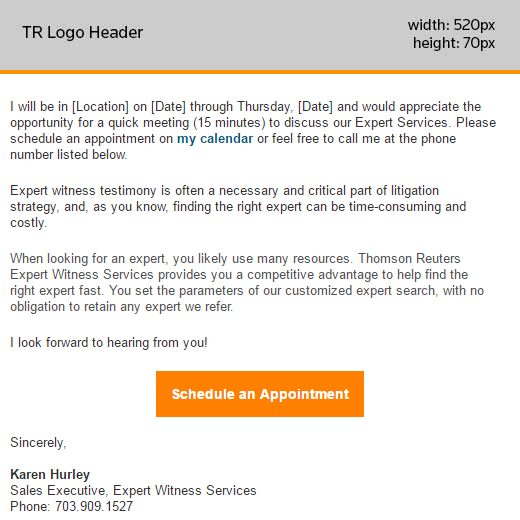 TR Logo Header
width: 520px
height: 70px
I will be in [Location] on [Date] through Thursday, [Date] and would appreciate the
opportunity for a quick meeting (15 minutes) to discuss our Expert Services. Please
schedule an appointment on my calendar or feel free to call me at the phone
number listed below.
Expert witness testimony is often a necessary and critical part of litigation
strategy, and, as you know, finding the right expert can be time-consuming and
costly.
When looking for an expert, you likely use many resources. Thomson Reuters
Expert Witness Services provides you a competitive advantage to help find the
right expert fast. You set the parameters of our customized expert search, with no
obligation to retain any expert we refer.
I look forward to hearing from you!
Schedule an Appointment
Sincerely,
Karen Hurley
Sales Executive, Expert Witness Services
Phone: 703.909.1527